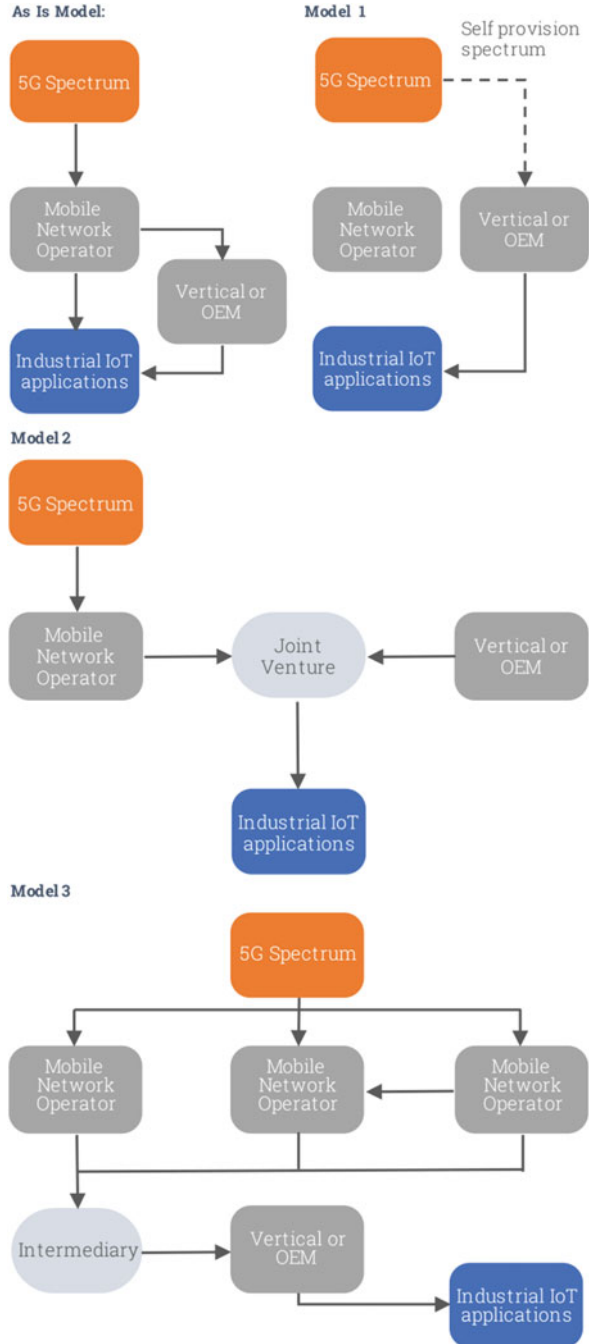 As Is Model:
5G Spectrum
Mobile
Network
Operator
Vertical or
OEM
Industrial IoT
applications
Model 1
Self provision
spectrum
5G Spectrum
Mobile
Network
Operator
Vertical or
OEM
Industrial IoT
applications
Model 2
5G Spectrum
Mobile
Network
Operator
Joint
Venture
Vertical or
OEM
Industrial IoT
applications
Model 3
5G Spectrum
Mobile
Network
Operator
Mobile
Network
Operator
Mobile
Network
Operator
Intermediary
Vertical or
OEM
Industrial IoT
applications